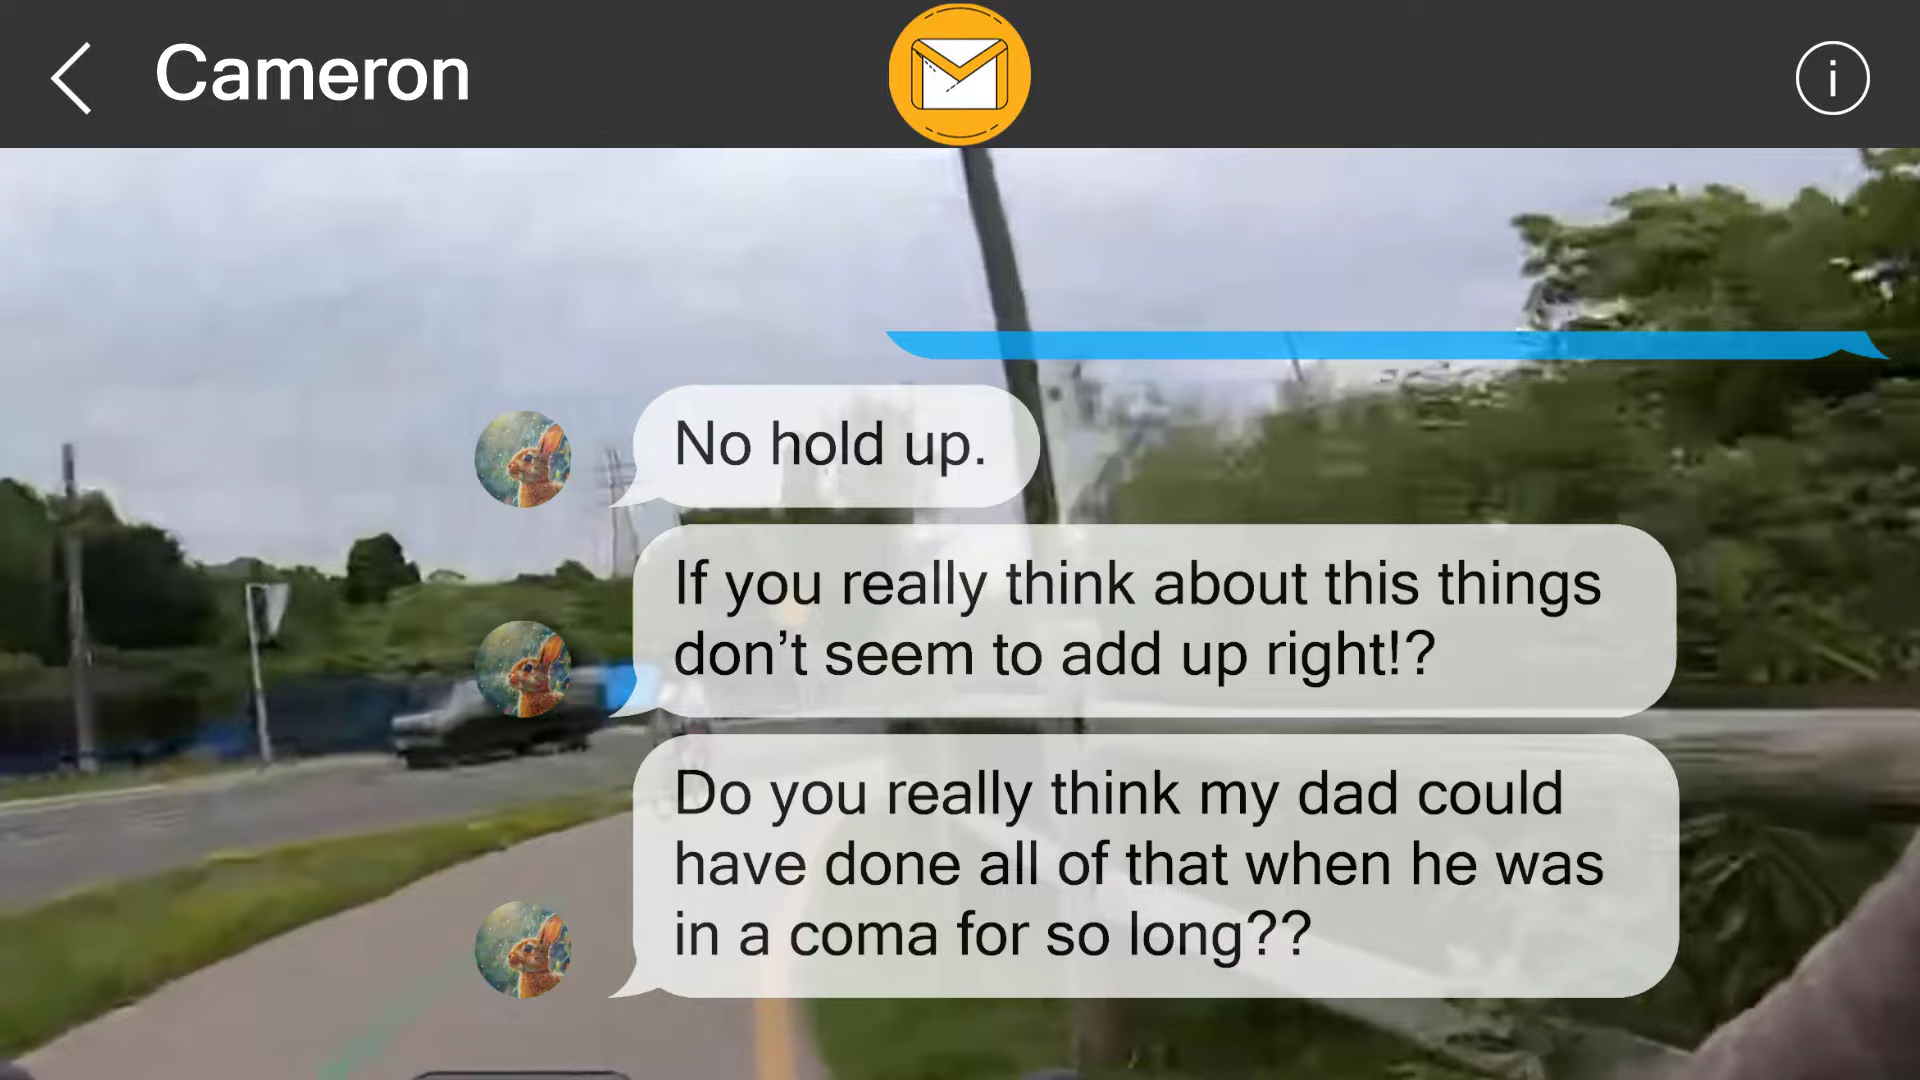 Cameron
No hold up.
If you really think about this things
don’t seem to add up right!?
Do you really think my dad could
have done all of that when he was
in a coma for so long??